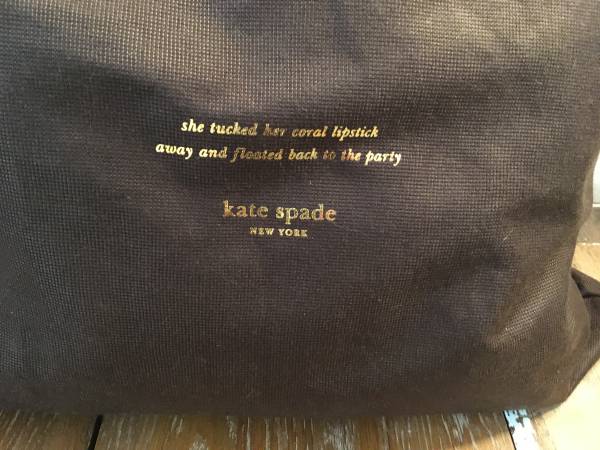 she tucked her coral lipstick
away and floated back to the party
kate spade
NEW YORK